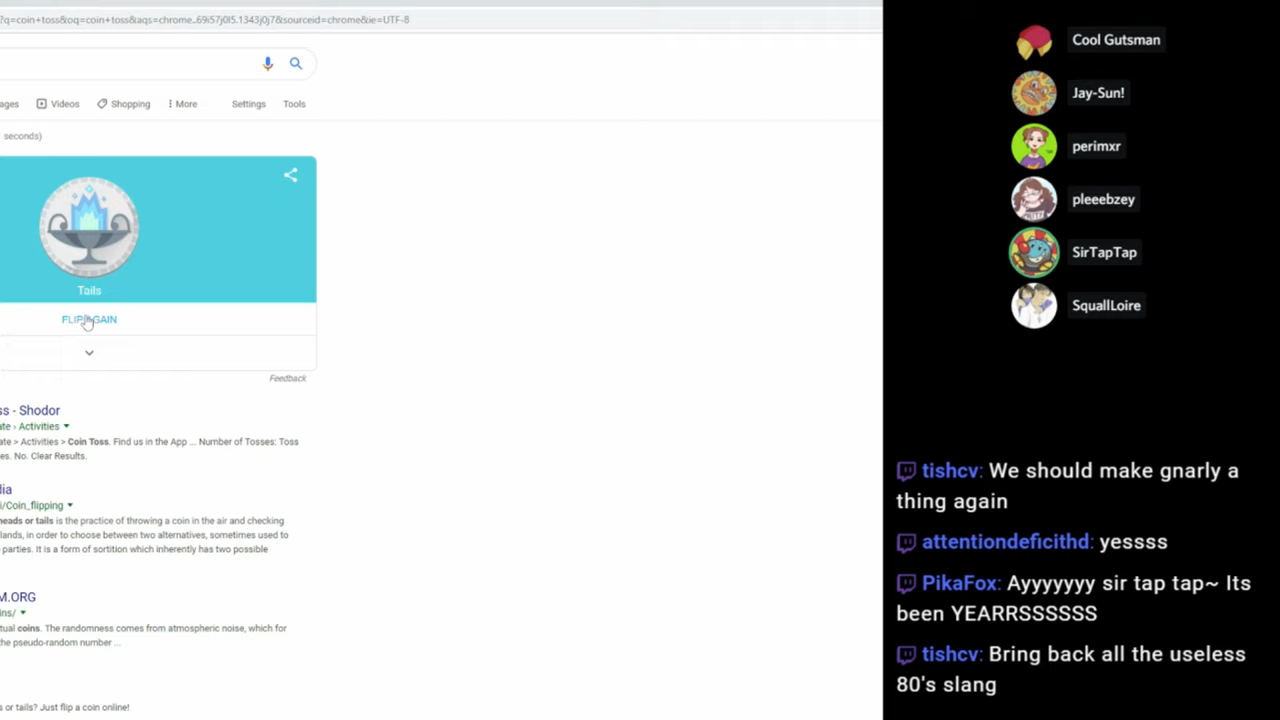 ?q=coin+toss&oq=coin+toss&aqs=chrome..69i57j0l5.1343j0j7&sourceid=chrome&ie=UTF-8
ages Videos Shopping More Settings Tools
seconds)
Tails
FLIP AGAIN
Feedback
ss - Shodor
ate › Activities
ate > Activities > Coin Toss. Find us in the App ... Number of Tosses: Toss
es. No. Clear Results.
dia
i/Coin_flipping
heads or tails is the practice of throwing a coin in the air and checking
lands, in order to choose between two alternatives, sometimes used to
parties. It is a form of sortition which inherently has two possible
M.ORG
ins/
tual coins. The randomness comes from atmospheric noise, which for
the pseudo-random number ...
s or tails? Just flip a coin online!
Cool Gutsman
Jay-Sun!
perimxr
pleeebzey
SirTapTap
SquallLoire
tishcv: We should make gnarly a
thing again
attentiondeficithd: yessss
PikaFox: Ayyyyyyy sir tap tap~ Its
been YEARRSSSSSS
tishcv: Bring back all the useless
80's slang